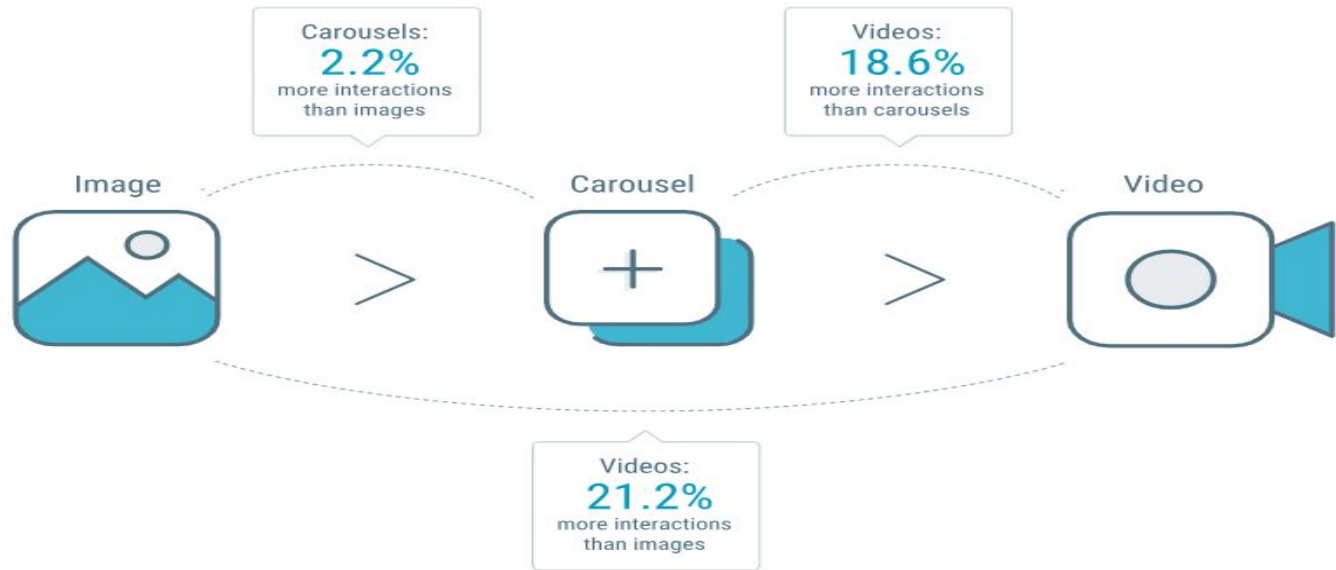 Carousels:
2.2%
more interactions
than images
Videos:
18.6%
more interactions
than carousels
Image
Carousel
Video
>
>
Videos:
21.2%
more interactions
than images